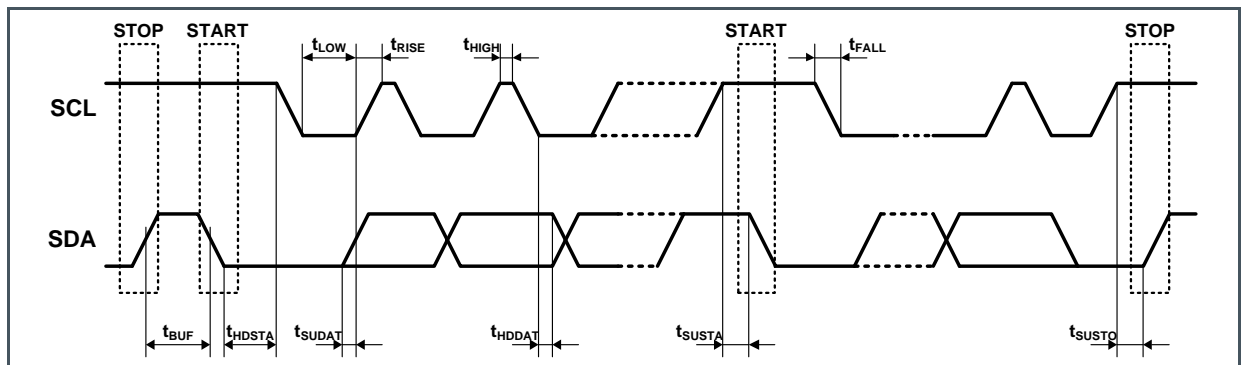 STOP START START STOP
tLOW tRISE tHIGH tFALL
SCL
SDA
tBUF tHDSTA tSUDAT tHDDAT tSUSTA tSUSTO